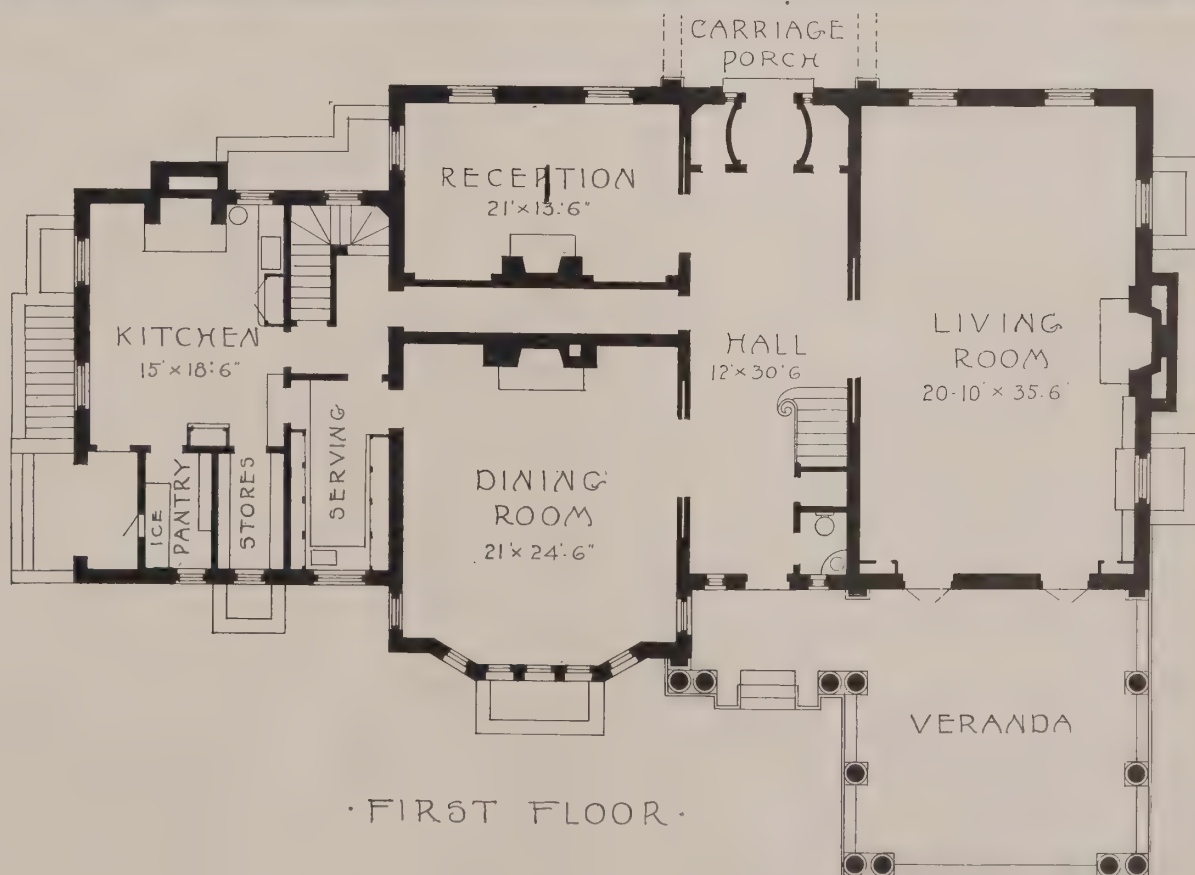 CARRIAGE
PORCH
RECEPTION
21' x 13'.6"
KITCHEN
15' x 18'.6"
HALL
12' x 30'.6
LIVING
ROOM
20-10' x 35.6'
SERVING
DINING
ROOM
21' x 24'.6"
ICE
PANTRY
STORES
VERANDA
· FIRST FLOOR ·